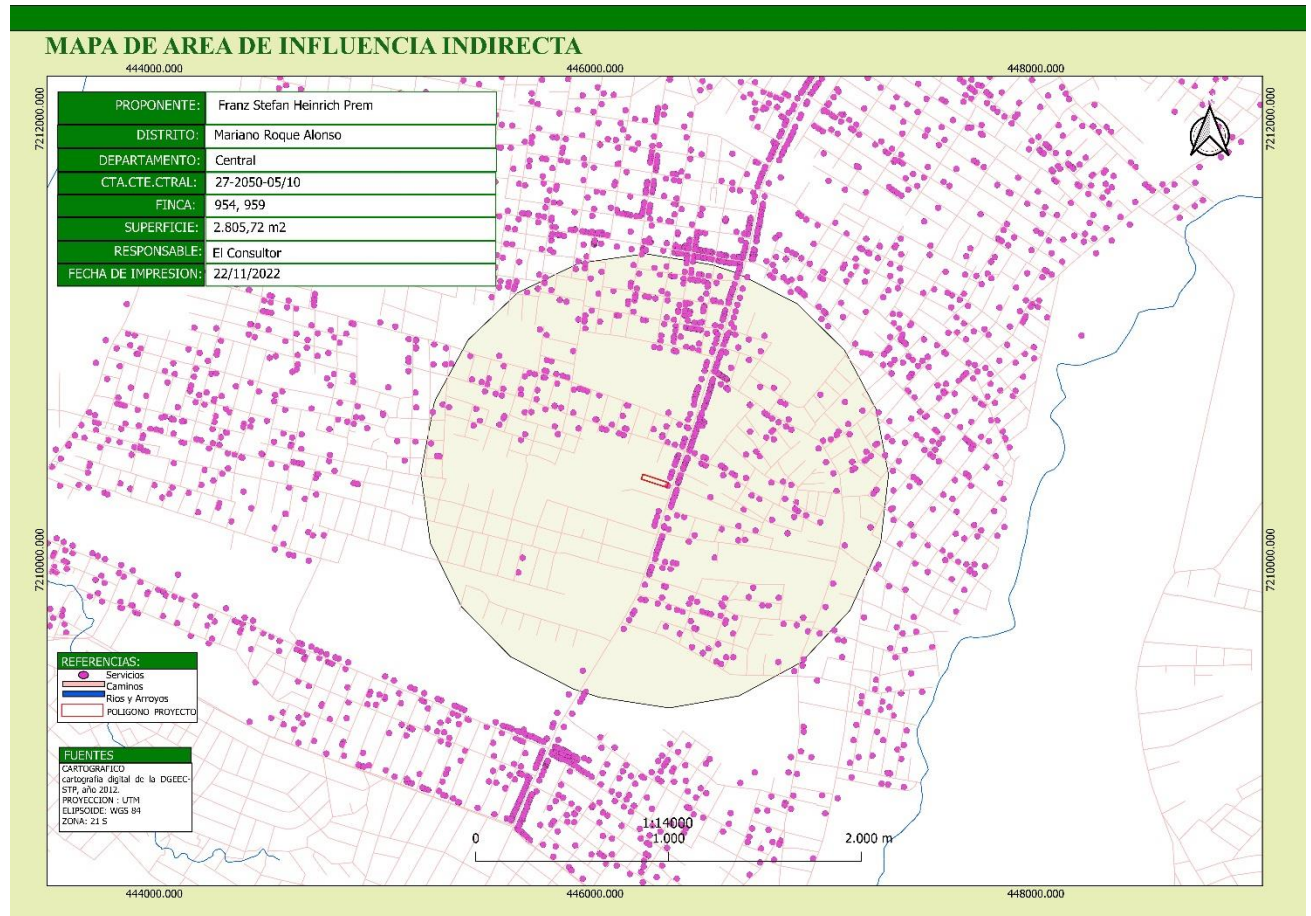 MAPA DE AREA DE INFLUENCIA INDIRECTA
444000.000 446000.000 448000.000
7212000.000 7212000.000
PROPONENTE: Franz Stefan Heinrich Prem
DISTRITO: Mariano Roque Alonso
DEPARTAMENTO: Central
CTA.CTE.CTRAL: 27-2050-05/10
FINCA: 954, 959
SUPERFICIE: 2.805,72 m2
RESPONSABLE: El Consultor
FECHA DE IMPRESION: 22/11/2022
7210000.000 7210000.000
REFERENCIAS:
Servicios
Caminos
Rios y Arroyos
POLIGONO PROYECTO
FUENTES
CARTOGRAFICO
cartografia digital de la DGEEC-
STP, año 2012.
PROYECCION : UTM
ELIPSOIDE: WGS 84
ZONA: 21 S
1:14000
0 1.000 2.000 m
444000.000 446000.000 448000.000